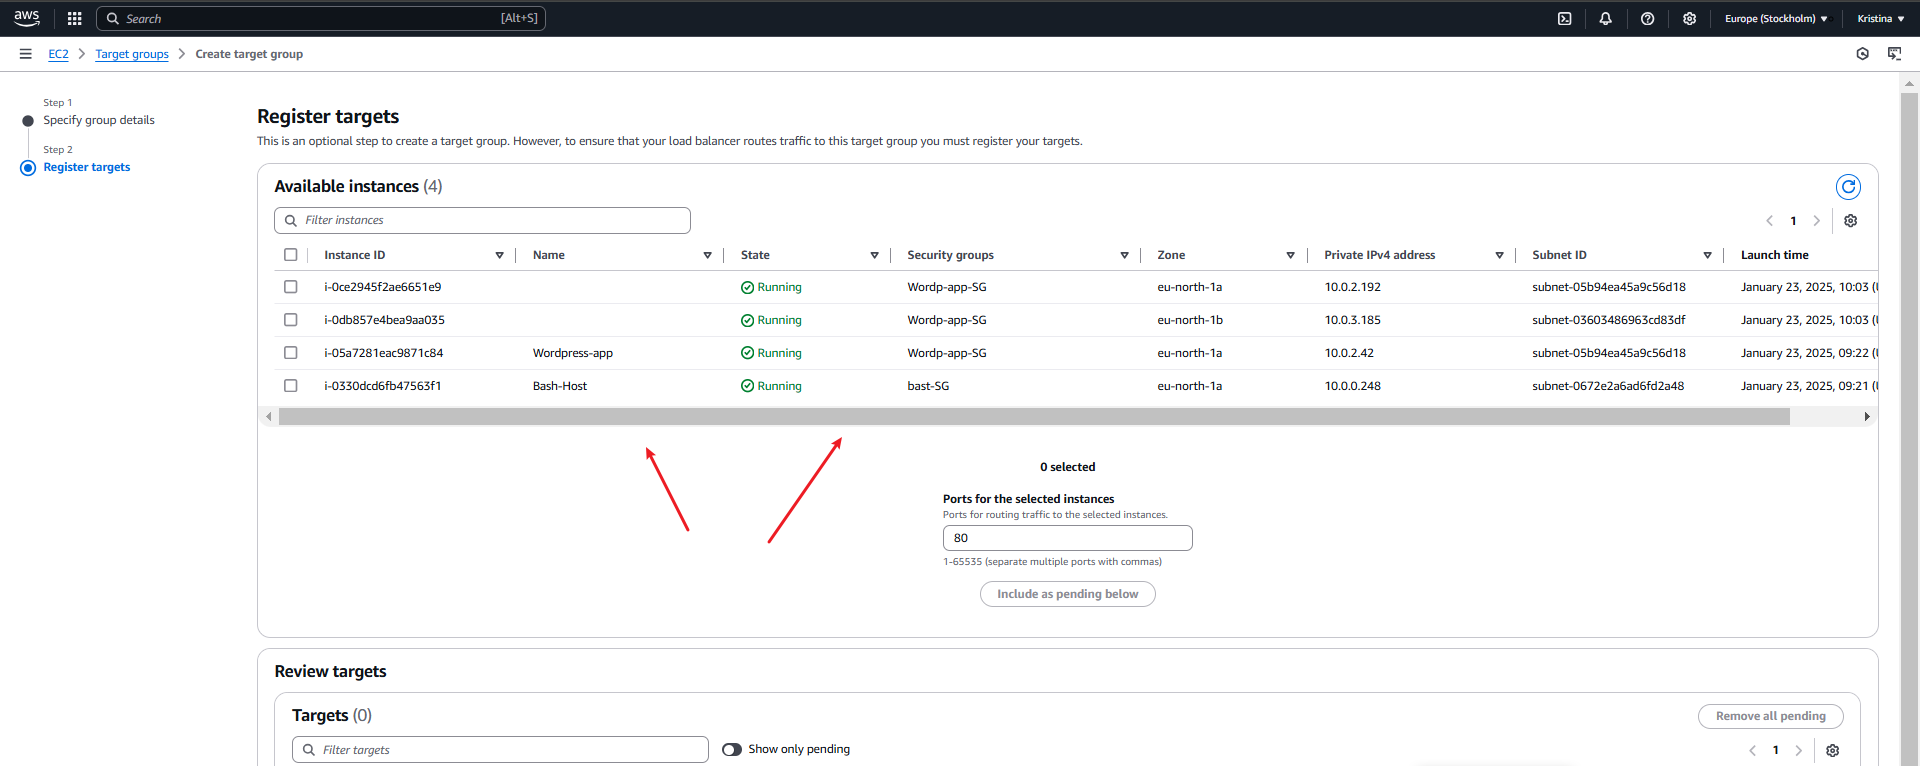 aws Search [Alt+S] Europe (Stockholm) Kristina
EC2 Target groups Create target group
Step 1
Specify group details
Step 2
Register targets
Register targets
This is an optional step to create a target group. However, to ensure that your load balancer routes traffic to this target group you must register your targets.
Available instances (4)
Filter instances
1
Instance ID Name State Security groups Zone Private IPv4 address Subnet ID Launch time
i-0ce2945f2ae6651e9 Running Wordp-app-SG eu-north-1a 10.0.2.192 subnet-05b94ea45a9c56d18 January 23, 2025, 10:03 (
i-0db857e4bea9aa035 Running Wordp-app-SG eu-north-1b 10.0.3.185 subnet-03603486963cd83df January 23, 2025, 10:03 (
i-05a7281eac9871c84 Wordpress-app Running Wordp-app-SG eu-north-1a 10.0.2.42 subnet-05b94ea45a9c56d18 January 23, 2025, 09:22 (
i-0330dcd6fb47563f1 Bash-Host Running bast-SG eu-north-1a 10.0.0.248 subnet-0672e2a6ad6fd2a48 January 23, 2025, 09:21 (
0 selected
Ports for the selected instances
Ports for routing traffic to the selected instances.
80
1-65535 (separate multiple ports with commas)
Include as pending below
Review targets
Targets (0)
Remove all pending
Filter targets
Show only pending
1